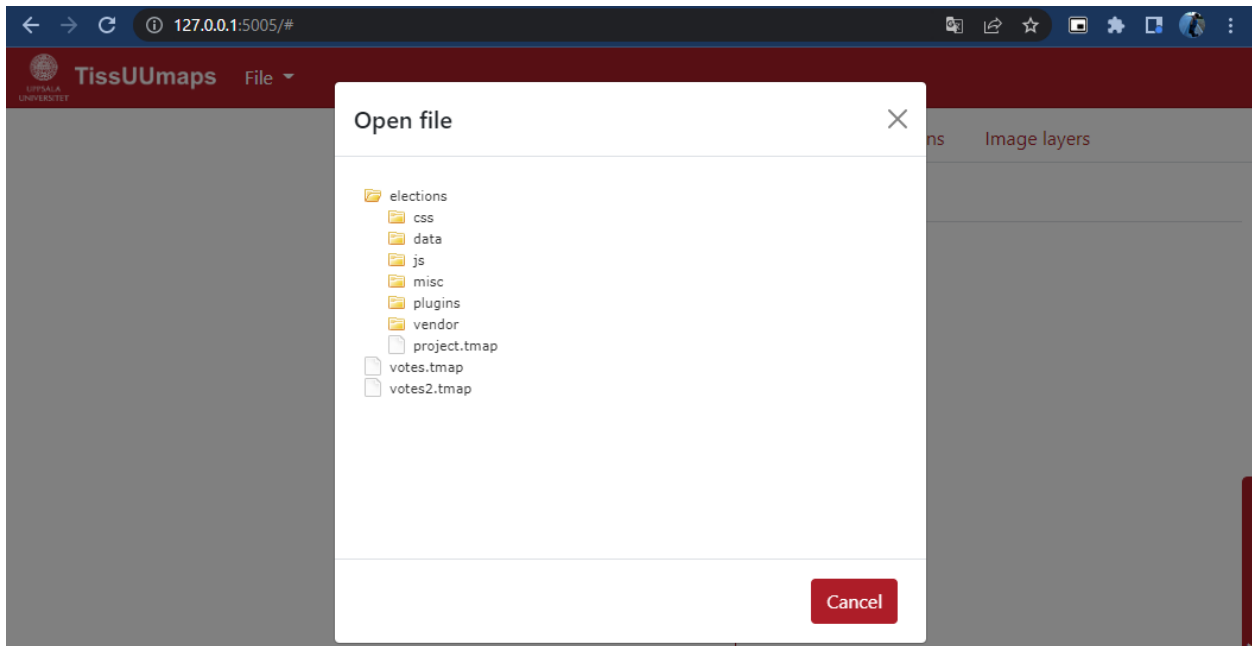 127.0.0.1:5005/#
UPPSALA
UNIVERSITET
TissUUmaps File
Open file
ns Image layers
elections
css
data
js
misc
plugins
vendor
project.tmap
votes.tmap
votes2.tmap
Cancel